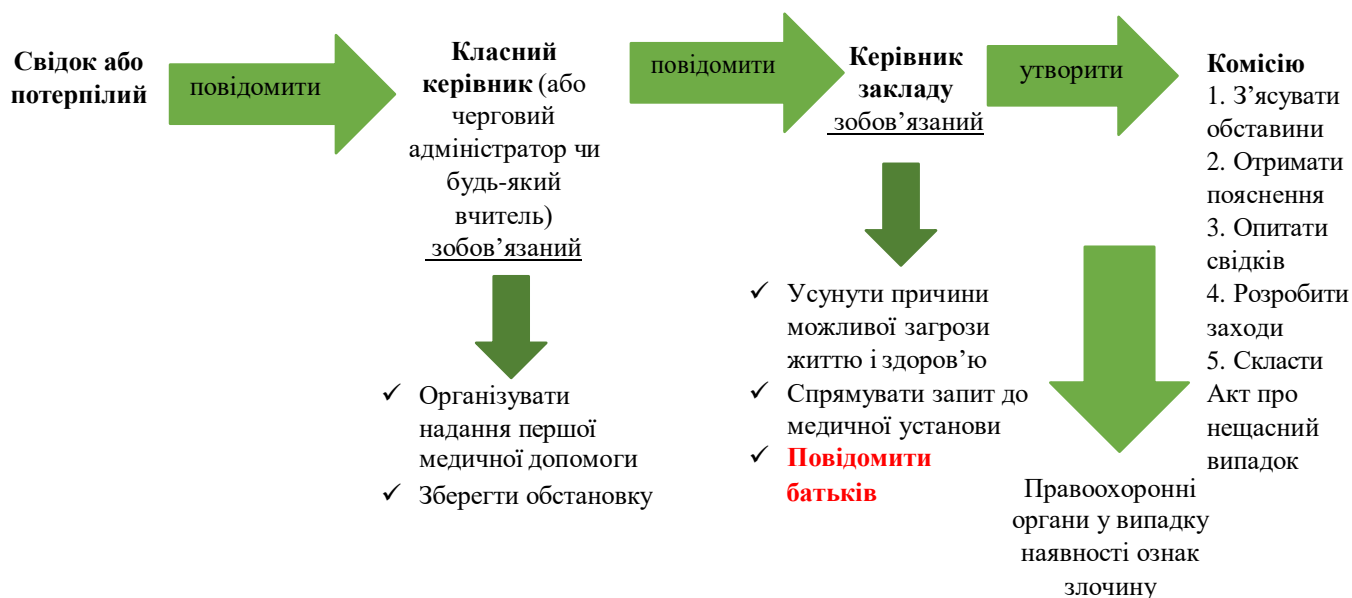 Свідок або
потерпілий
повідомити
Класний
керівник (або
черговий
адміністратор чи
будь-який
вчитель)
зобов’язаний
Організувати
надання першої
медичної допомоги
Зберегти обстановку
повідомити
Керівник
закладу
зобов’язаний
Усунути причини
можливої загрози
життю і здоров’ю
Спрямувати запит до
медичної установи
Повідомити
батьків
утворити
Комісію
1. З’ясувати
обставини
2. Отримати
пояснення
3. Опитати
свідків
4. Розробити
заходи
5. Скласти
Акт про
нещасний
випадок
Правоохоронні
органи у випадку
наявності ознак
злочину